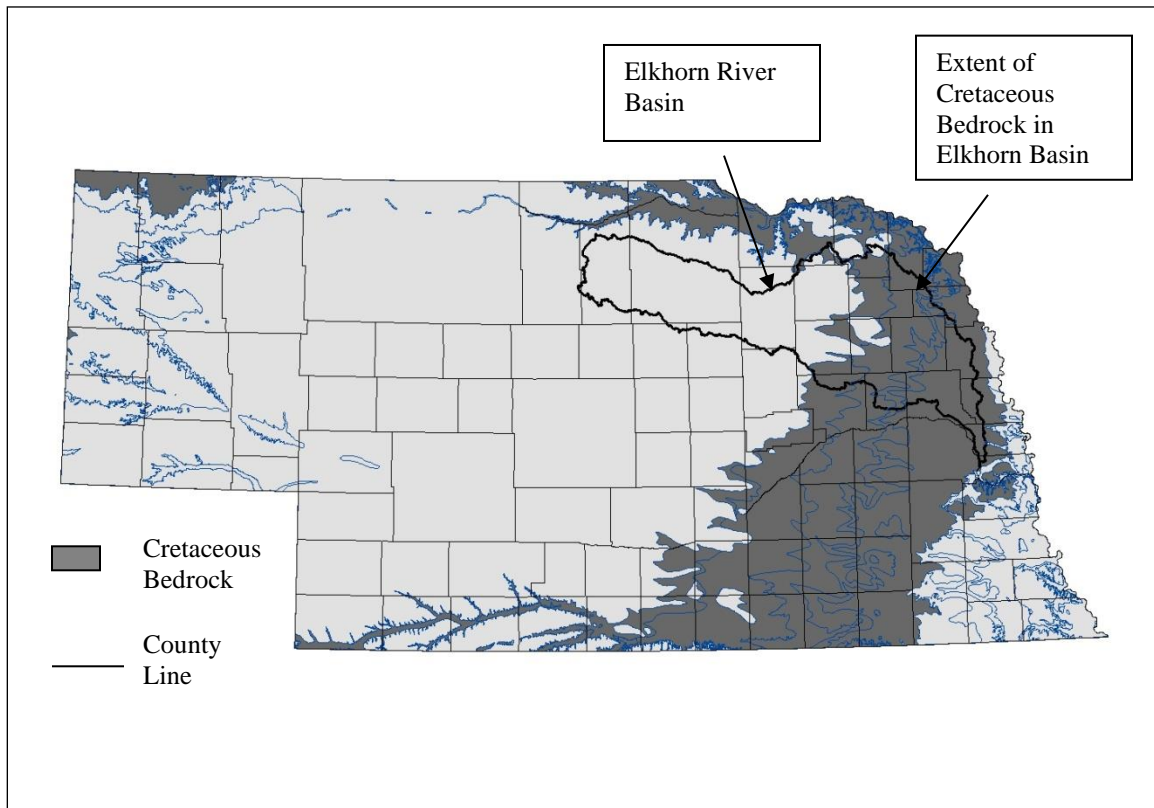 Elkhorn River
Basin
Extent of
Cretaceous
Bedrock in
Elkhorn Basin
Cretaceous
Bedrock
County
Line